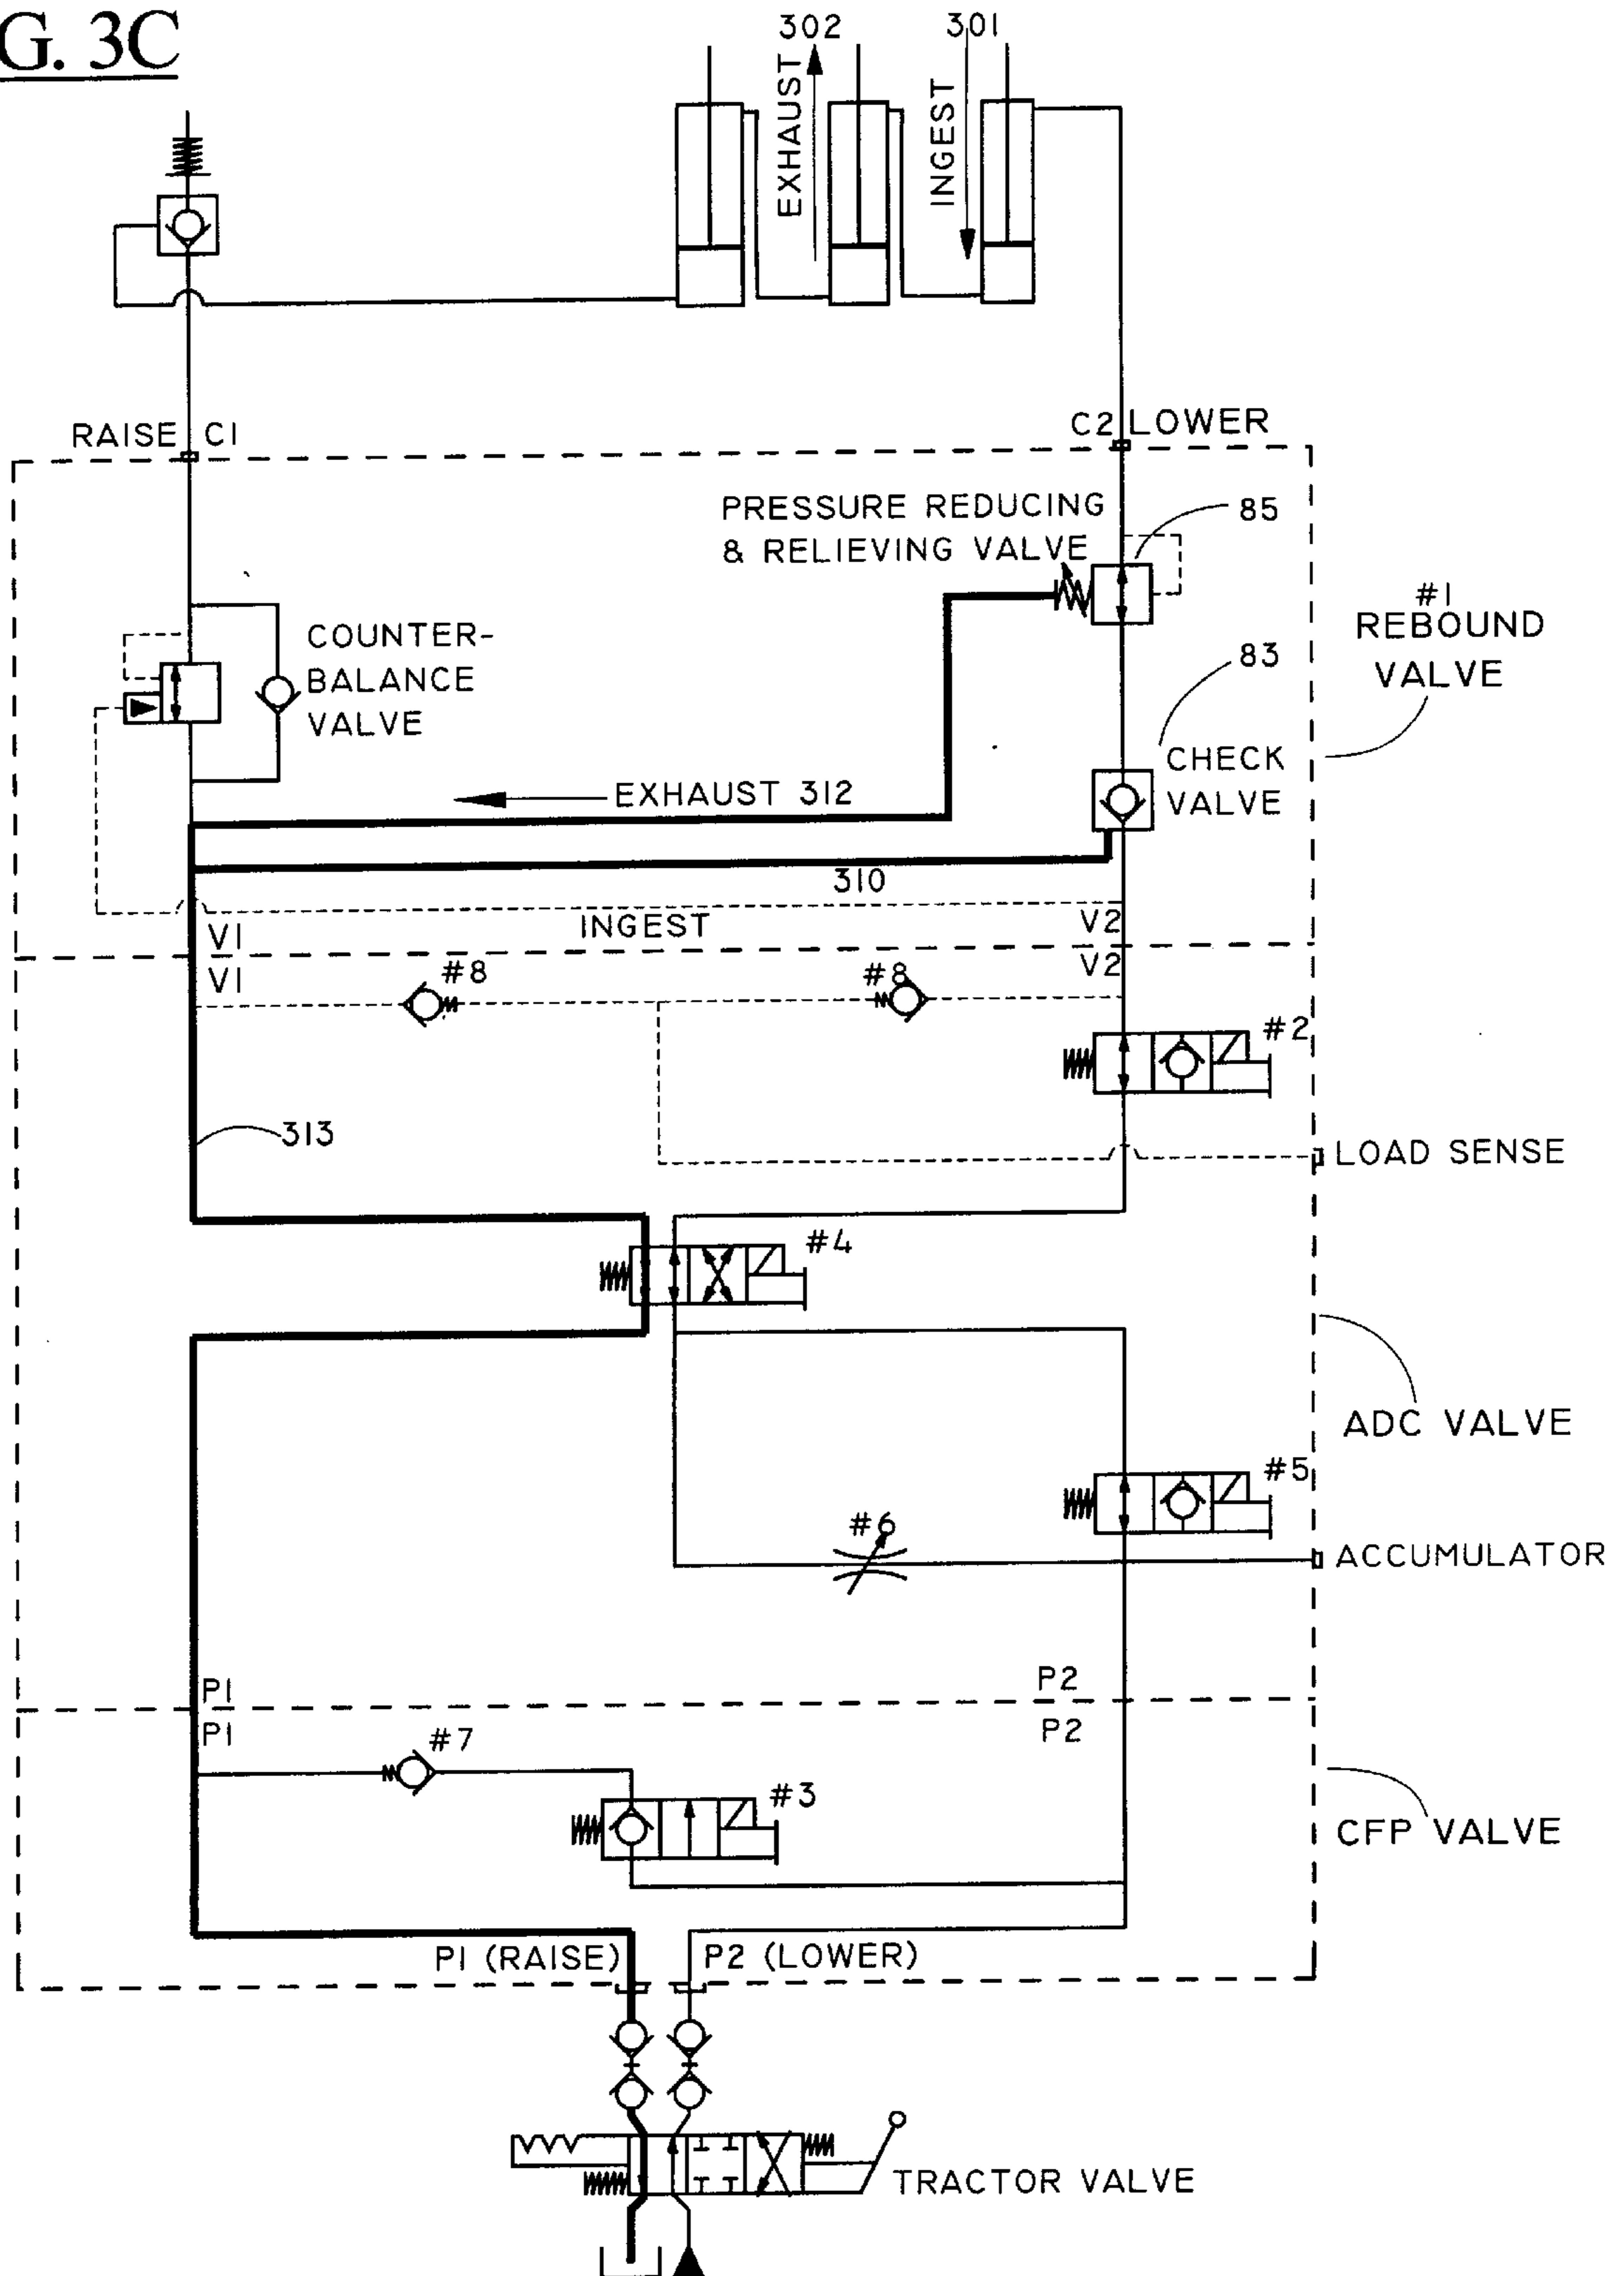 G. 3C
302
301
EXHAUST
INGEST
RAISE C1
C2 LOWER
PRESSURE REDUCING
& RELIEVING VALVE
85
#1
REBOUND
VALVE
COUNTER-
BALANCE
VALVE
83
CHECK
VALVE
EXHAUST 312
310
INGEST
V1
V2
V1
V2
#8
#8
#2
313
LOAD SENSE
#4
ADC VALVE
#5
#6
ACCUMULATOR
P1
P2
P1
P2
#7
#3
CFP VALVE
P1 (RAISE)
P2 (LOWER)
TRACTOR VALVE